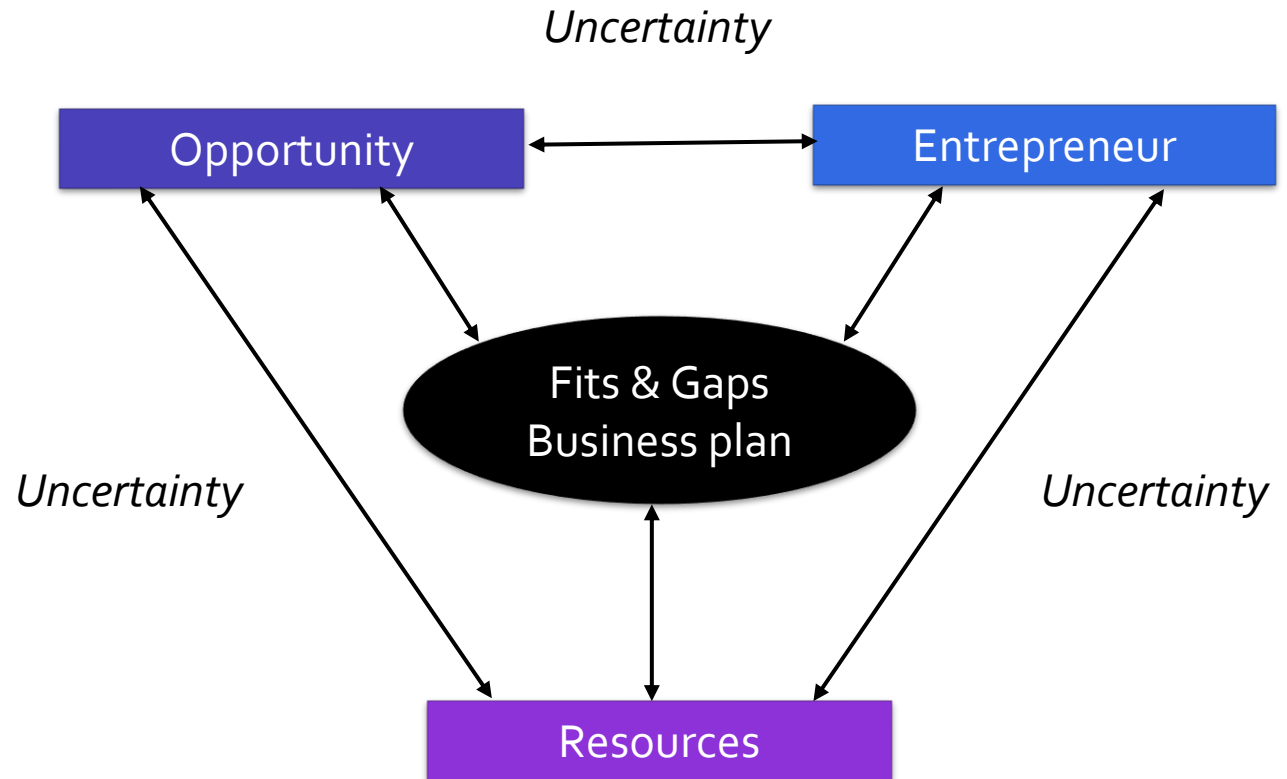 Uncertainty
Opportunity
Entrepreneur
Fits & Gaps
Business plan
Uncertainty
Uncertainty
Resources